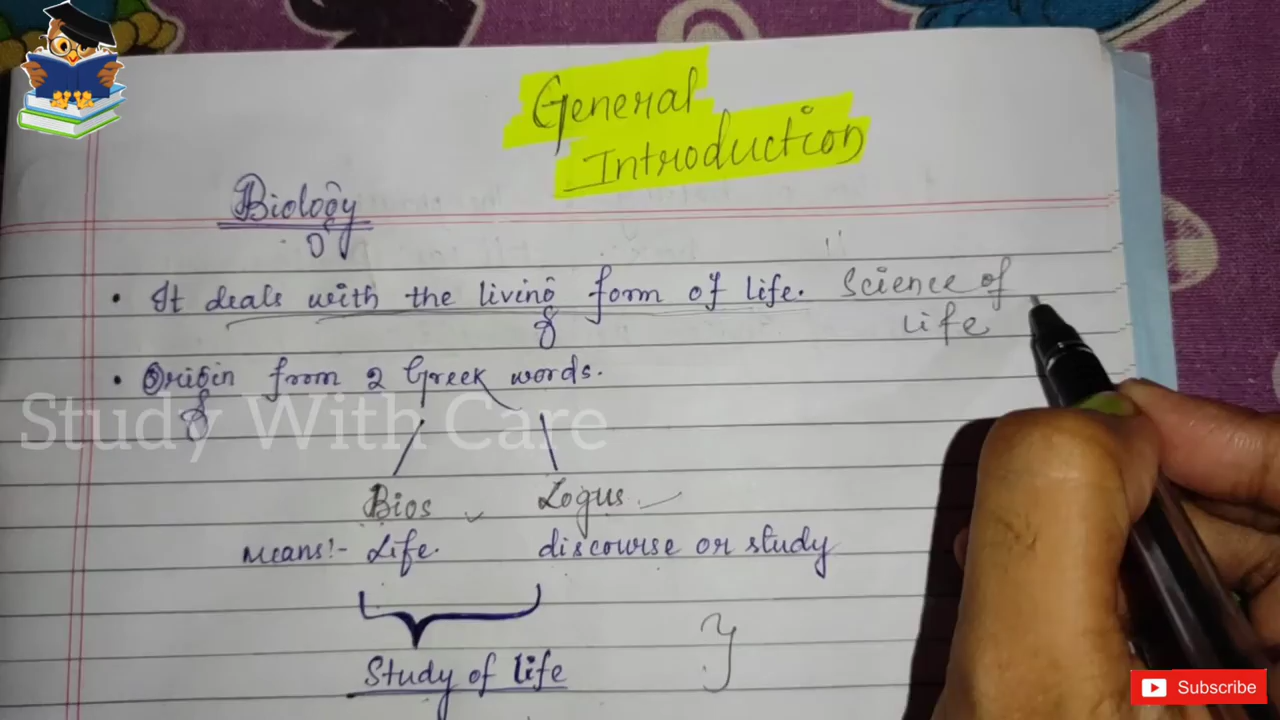 General
Introduction
Biology
• It deals with the living form of life. Science of
life
• Origin from 2 Greek words.
Study With Care
Bios Logus
Means:- Life. discourse or study
Study of life
Subscribe